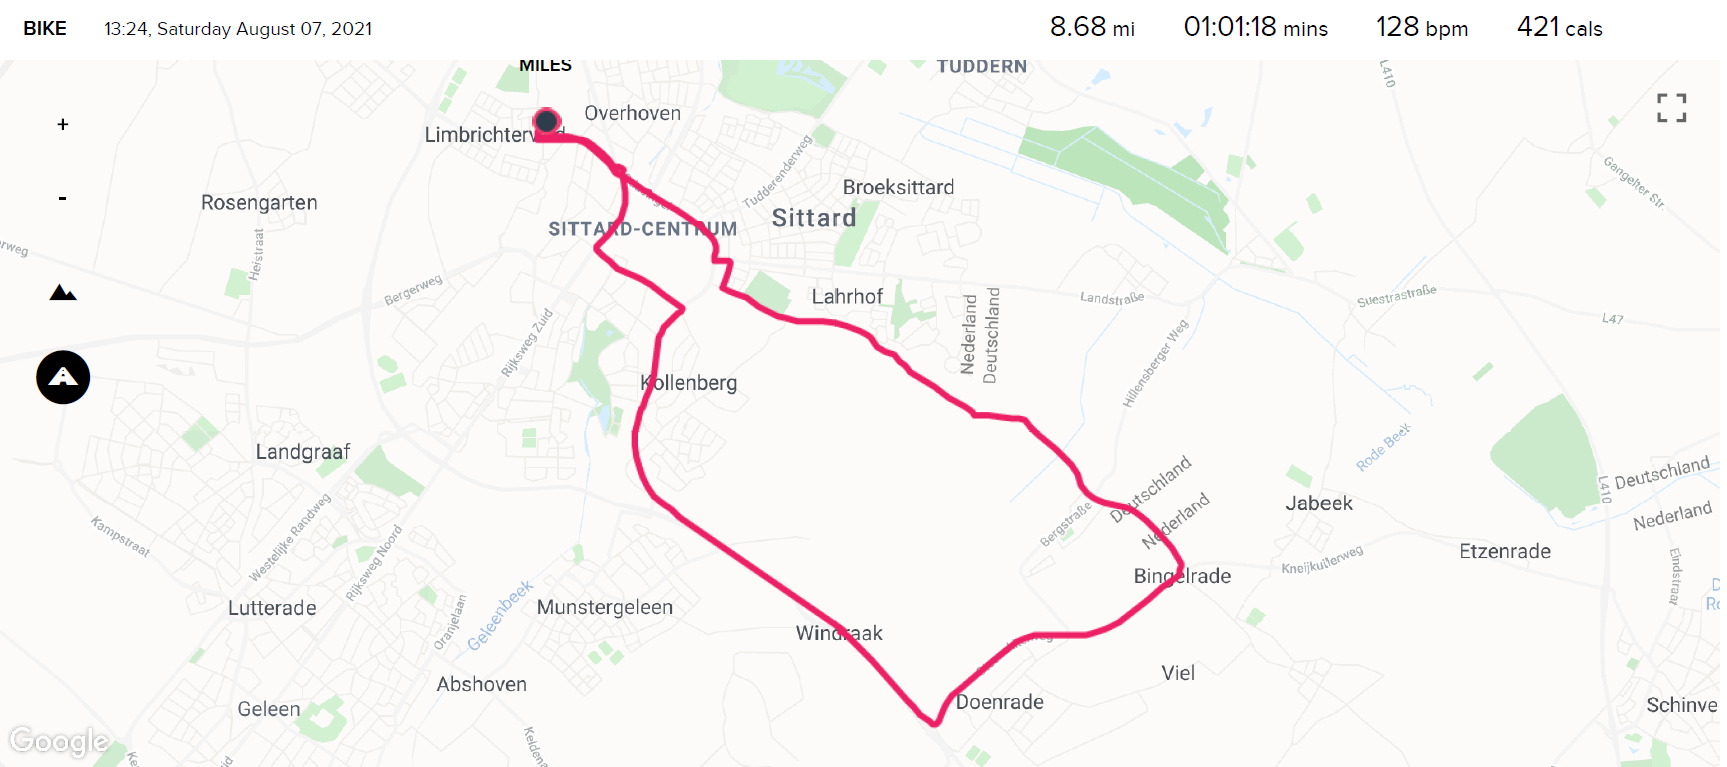 BIKE
13:24, Saturday August 07, 2021
8.68 mi
01:01:18 mins
128 bpm
421 cals
MILES
TUDDERN
L410
+
Overhoven
Limbrichterv
Tudderenderweg
Gangelter Str.
Broeksittard
Rosengarten
Sittard
SITTARD-CENTRUM
erweg
Heistraat
Bergerweg
-
Lahrhof
Landstraße
Suestrastraße
L47
Nederland
Deutschland
Rijksweg Zuid
Hillensberger Weg
Kollenberg
Landgraaf
Rode Beek
Deutschland
Nederland
L410
Deutschland
Nederland
Jabeek
Kampstraat
Westelijke Randweg
Rijksweg Noord
Bergstraße
Etzenrade
Kneijkuilerweg
Bingelrade
Eindstraat
Lutterade
Oranjelaan
Geleenbeek
Munstergeleen
Windraak
Viel
Abshoven
Doenrade
Geleen
Schinve
Google